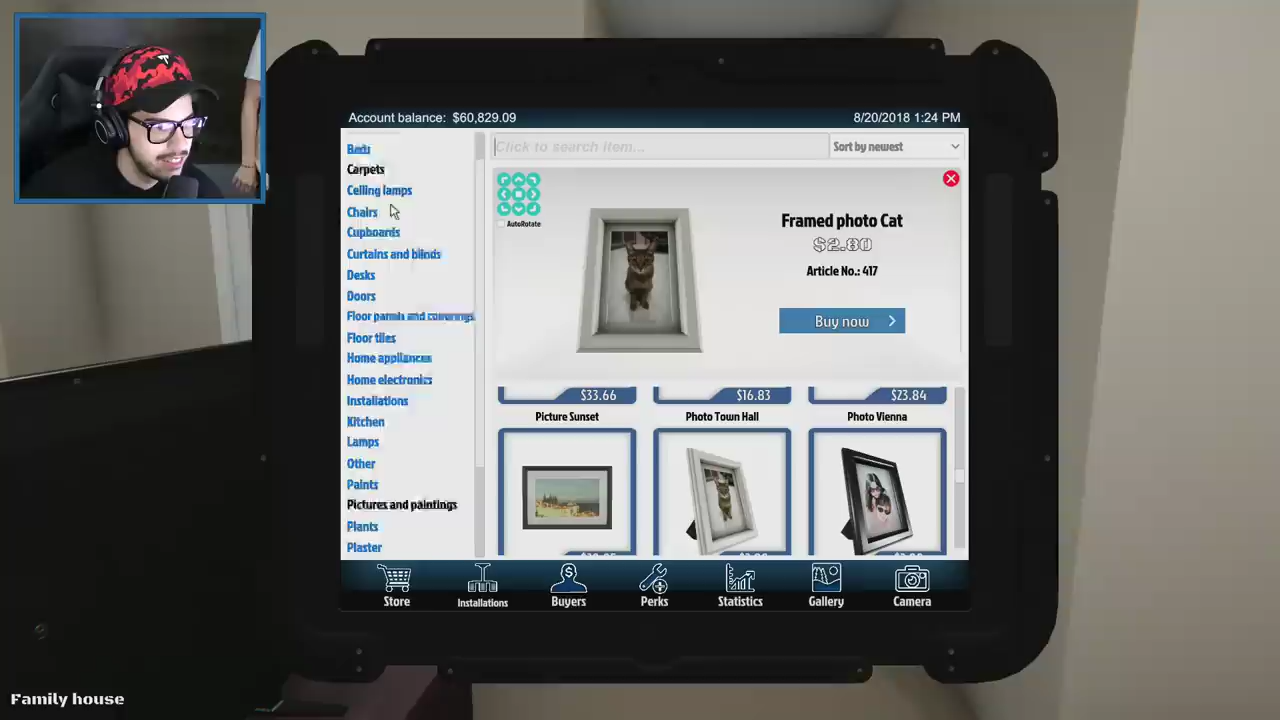 Account balance: $60,829.09
8/20/2018 1:24 PM
Click to search item...
Sort by newest
Beds
Carpets
Ceiling lamps
Chairs
Cupboards
Curtains and blinds
Desks
Doors
Floor panels and coverings
Floor tiles
Home appliances
Home electronics
Installations
Kitchen
Lamps
Other
Paints
Pictures and paintings
Plants
Plaster
AutoRotate
Framed photo Cat
$2.80
Article No.: 417
Buy now
$33.66
$16.83
$23.84
Picture Sunset
Photo Town Hall
Photo Vienna
Store
Installations
Buyers
Perks
Statistics
Gallery
Camera
Family house